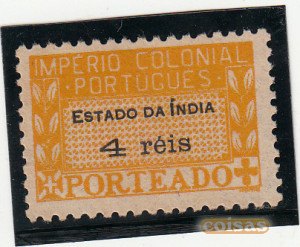 IMPÉRIO COLONIAL
PORTUGUÊS
ESTADO DA ÍNDIA
4 réis
PORTEADO
coisas